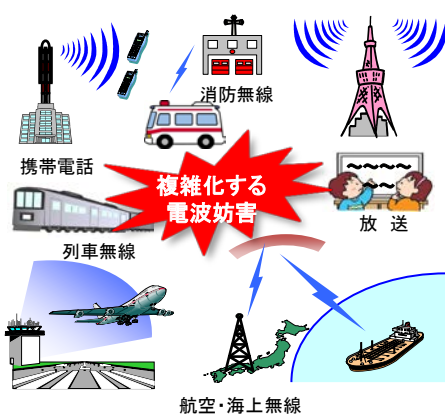 消防無線
携帯電話
複雑化する
電波妨害
放 送
列車無線
航空・海上無線